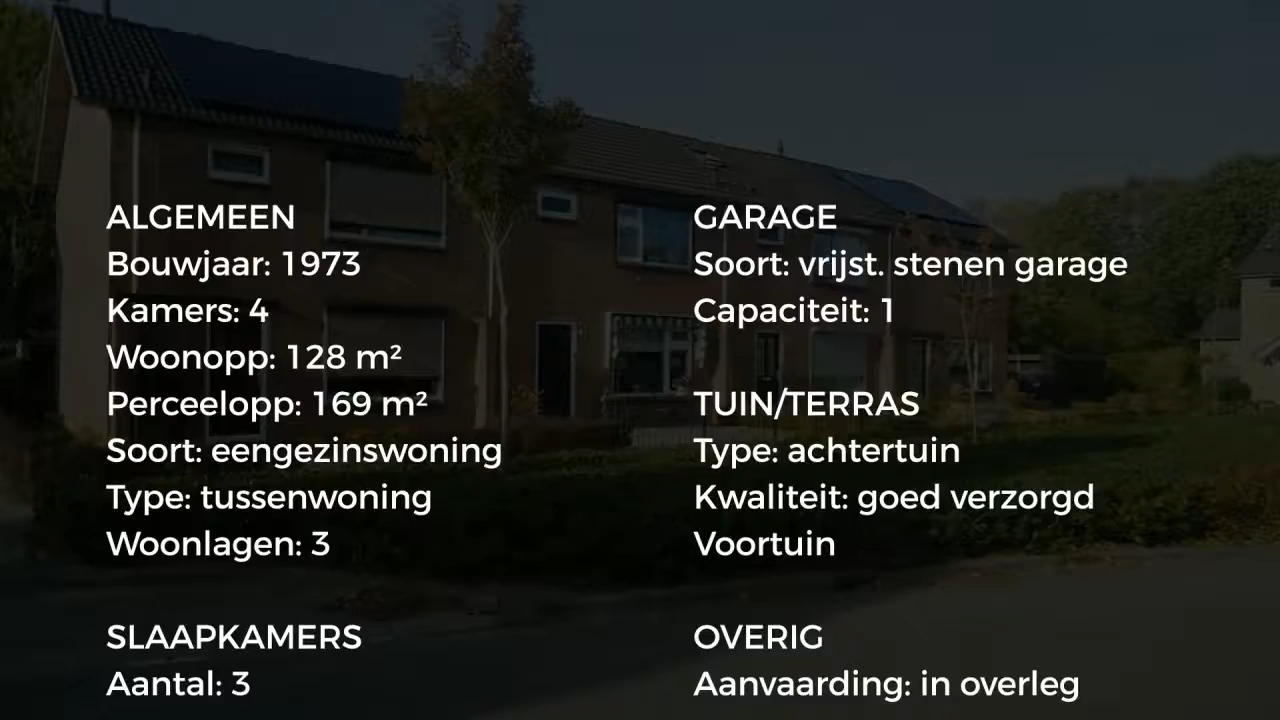 ALGEMEEN
Bouwjaar: 1973
Kamers: 4
Woonopp: 128 m²
Perceelopp: 169 m²
Soort: eengezinswoning
Type: tussenwoning
Woonlagen: 3
SLAAPKAMERS
Aantal: 3
GARAGE
Soort: vrijst. stenen garage
Capaciteit: 1
TUIN/TERRAS
Type: achtertuin
Kwaliteit: goed verzorgd
Voortuin
OVERIG
Aanvaarding: in overleg